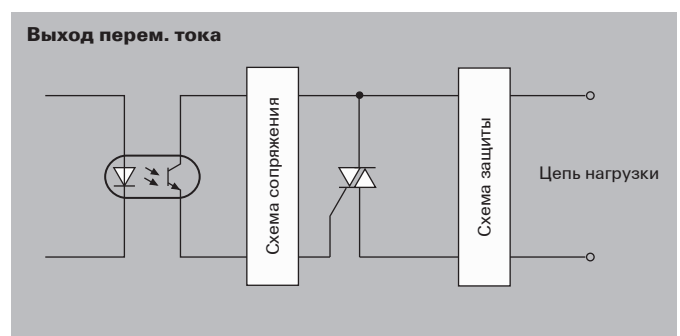 Выход перем. тока
Схема сопряжения
Схема защиты
Цепь нагрузки